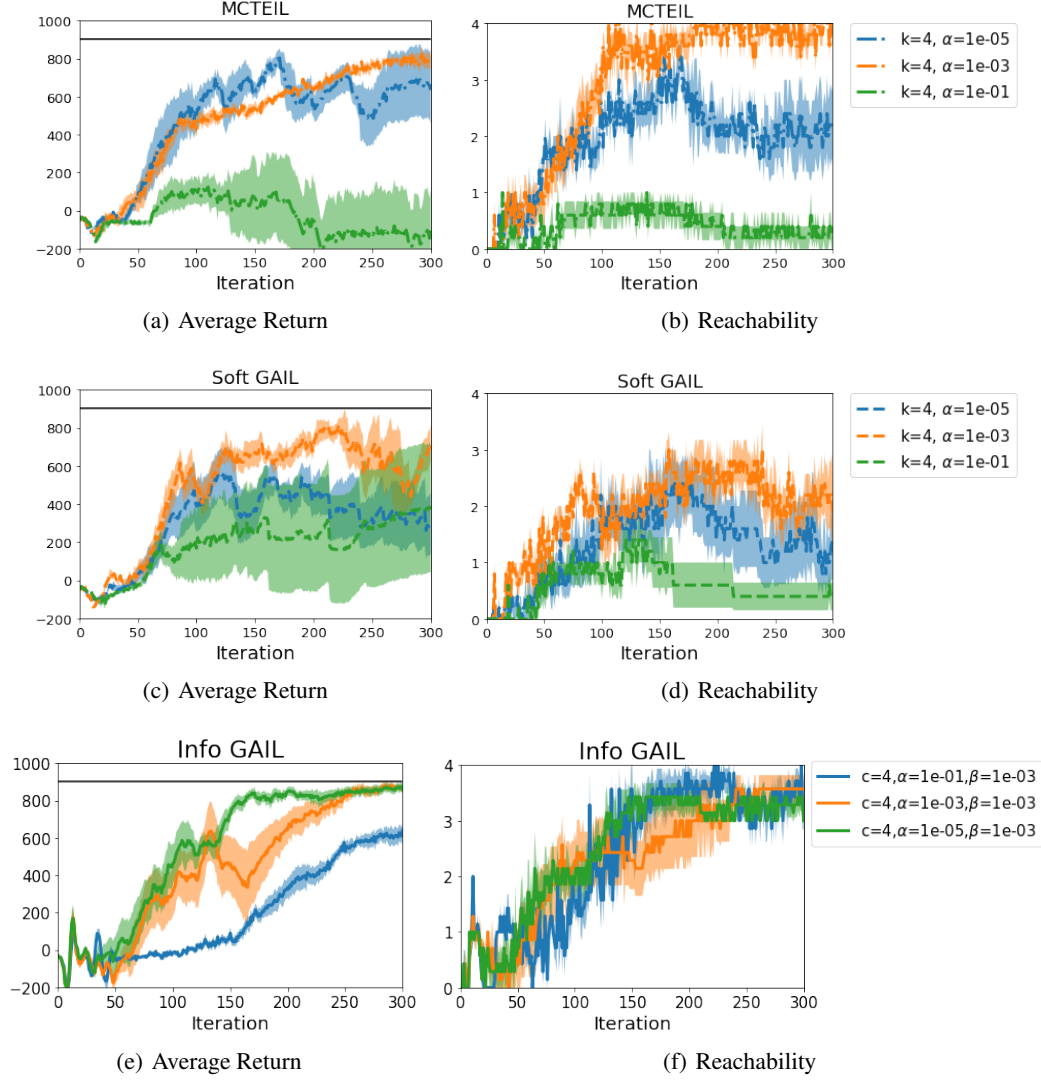 MCTEIL
1000
800
600
400
200
0
−200
0 50 100 150 200 250 300
Iteration
(a) Average Return
MCTEIL
4
3
2
1
0
0 50 100 150 200 250 300
Iteration
(b) Reachability
k=4, α=1e-05
k=4, α=1e-03
k=4, α=1e-01
Soft GAIL
1000
800
600
400
200
0
−200
0 50 100 150 200 250 300
Iteration
(c) Average Return
Soft GAIL
4
3
2
1
0
0 50 100 150 200 250 300
Iteration
(d) Reachability
k=4, α=1e-05
k=4, α=1e-03
k=4, α=1e-01
Info GAIL
1000
800
600
400
200
0
−200
0 50 100 150 200 250 300
Iteration
(e) Average Return
Info GAIL
4
3
2
1
0
0 50 100 150 200 250 300
Iteration
(f) Reachability
c=4,α=1e-01,β=1e-03
c=4,α=1e-03,β=1e-03
c=4,α=1e-05,β=1e-03